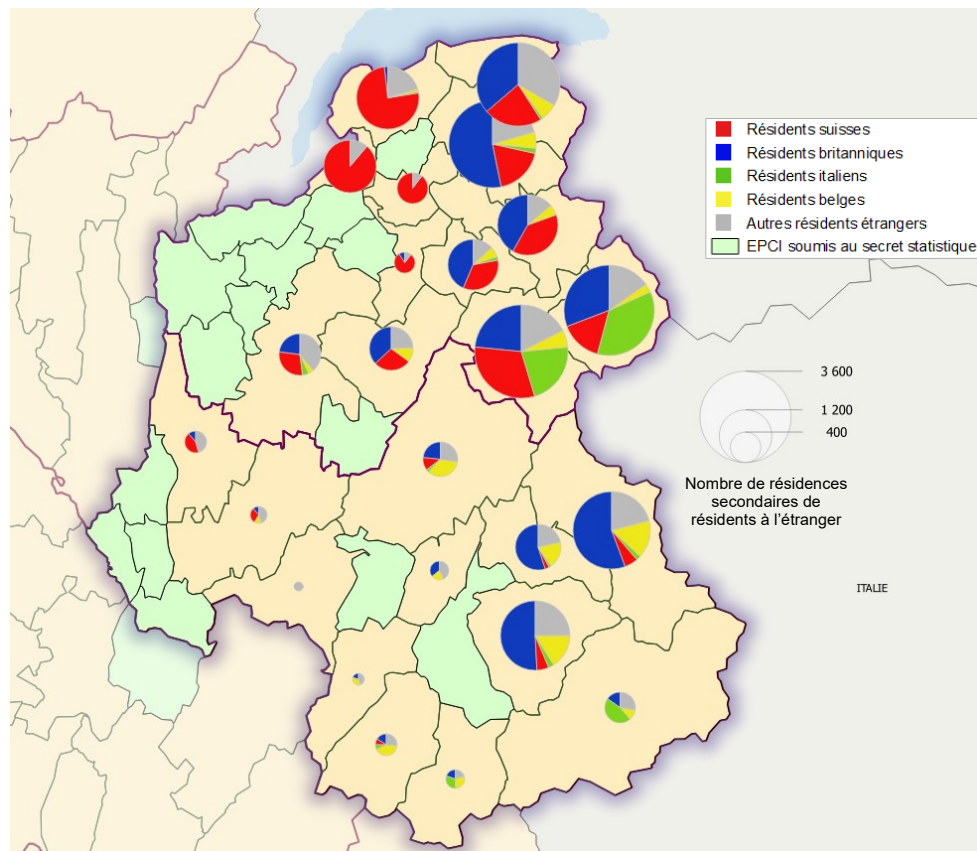 Résidents suisses
Résidents britanniques
Résidents italiens
Résidents belges
Autres résidents étrangers
EPCI soumis au secret statistique
3 600
1 200
400
Nombre de résidences
secondaires de
résidents à l'étranger
ITALIE